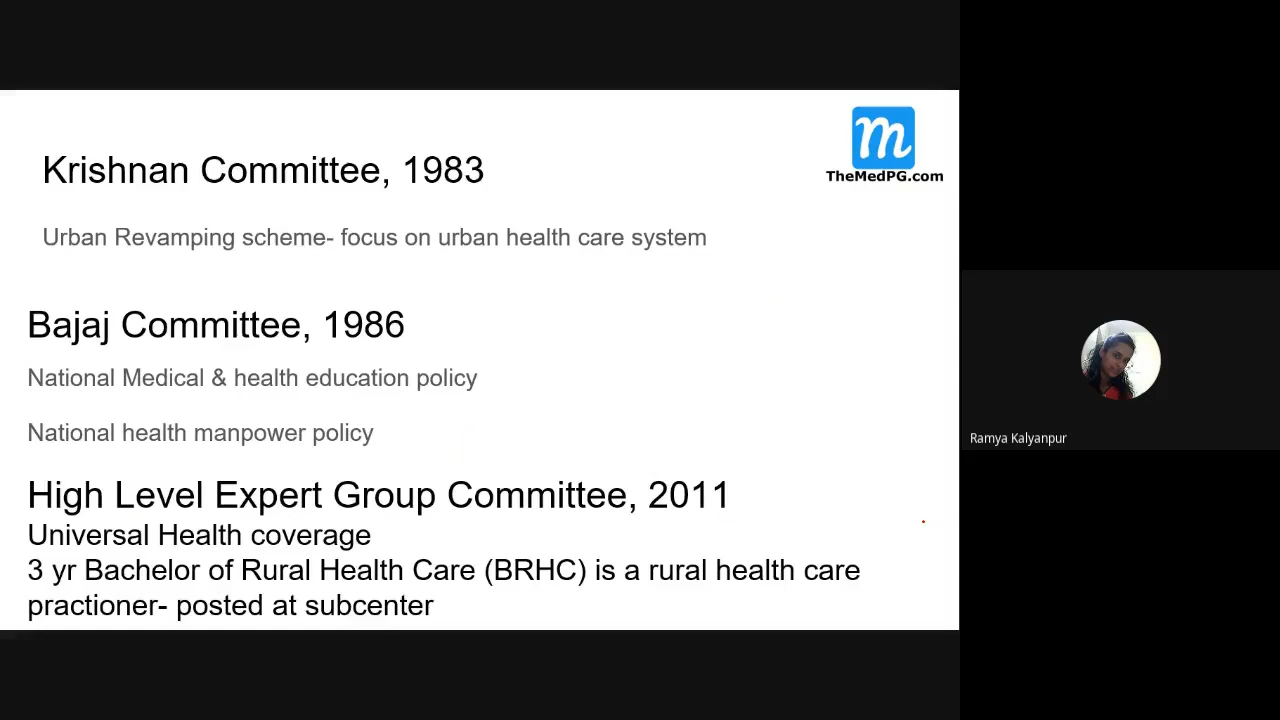 Krishnan Committee, 1983
m
TheMedPG.com
Urban Revamping scheme- focus on urban health care system
Bajaj Committee, 1986
National Medical & health education policy
National health manpower policy
Ramya Kalyanpur
High Level Expert Group Committee, 2011
Universal Health coverage
3 yr Bachelor of Rural Health Care (BRHC) is a rural health care
practioner- posted at subcenter